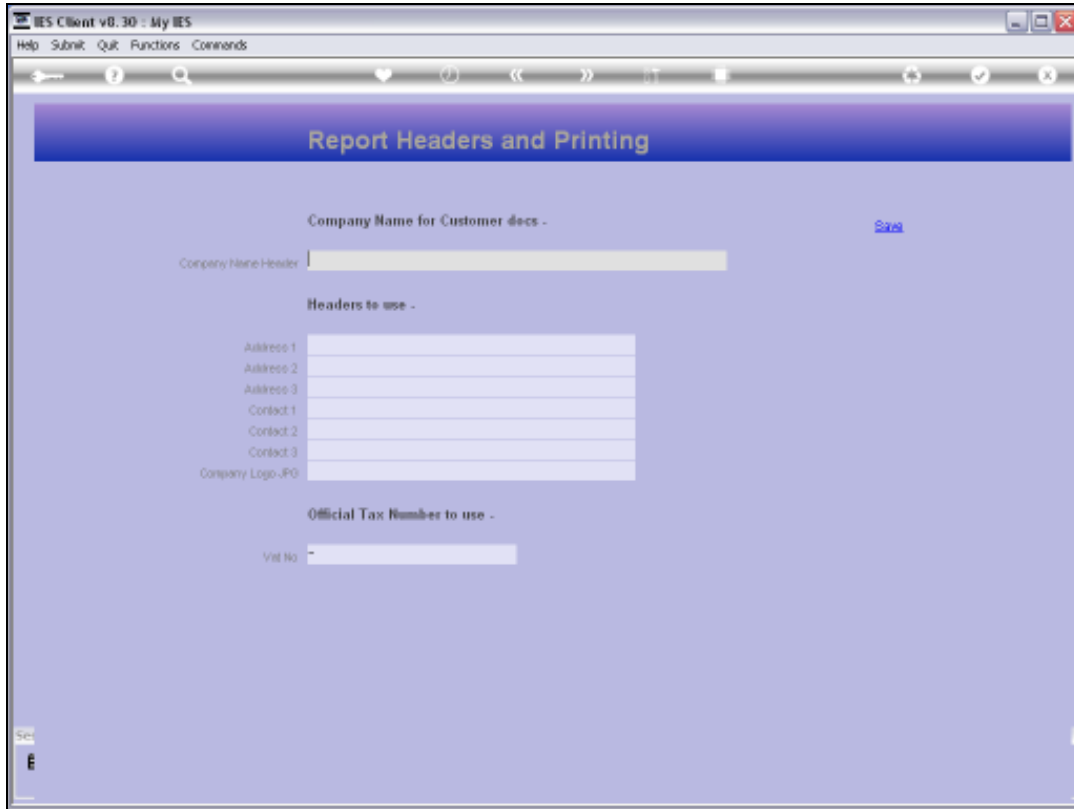 IES Client v8.30 : My IES
Help Submit Quit Functions Commands
Report Headers and Printing
Company Name for Customer docs -
Save
Company Name Header
Headers to use -
Address 1
Address 2
Address 3
Contact 1
Contact 2
Contact 3
Company Logo JPG
Official Tax Number to use -
Vat No -